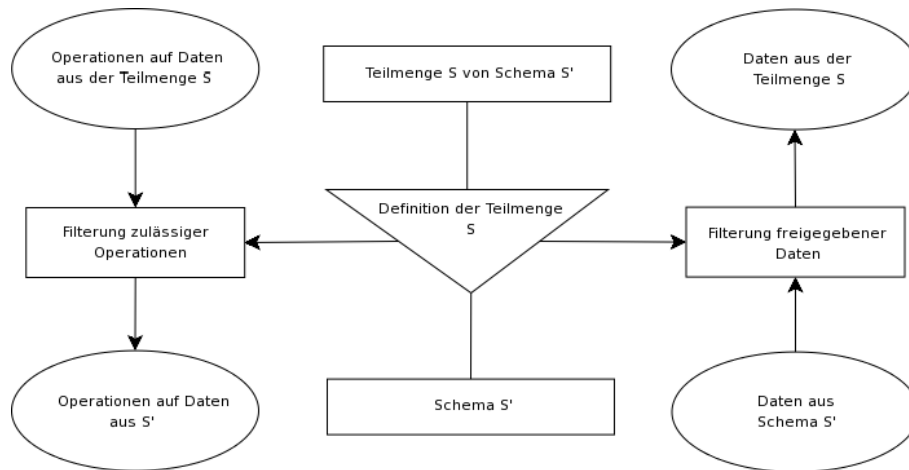 Operationen auf Daten
aus der Teilmenge S
Teilmenge S von Schema S'
Daten aus der
Teilmenge S
Filterung zulässiger
Operationen
Definition der Teilmenge
S
Filterung freigegebener
Daten
Operationen auf Daten
aus S'
Schema S'
Daten aus
Schema S'